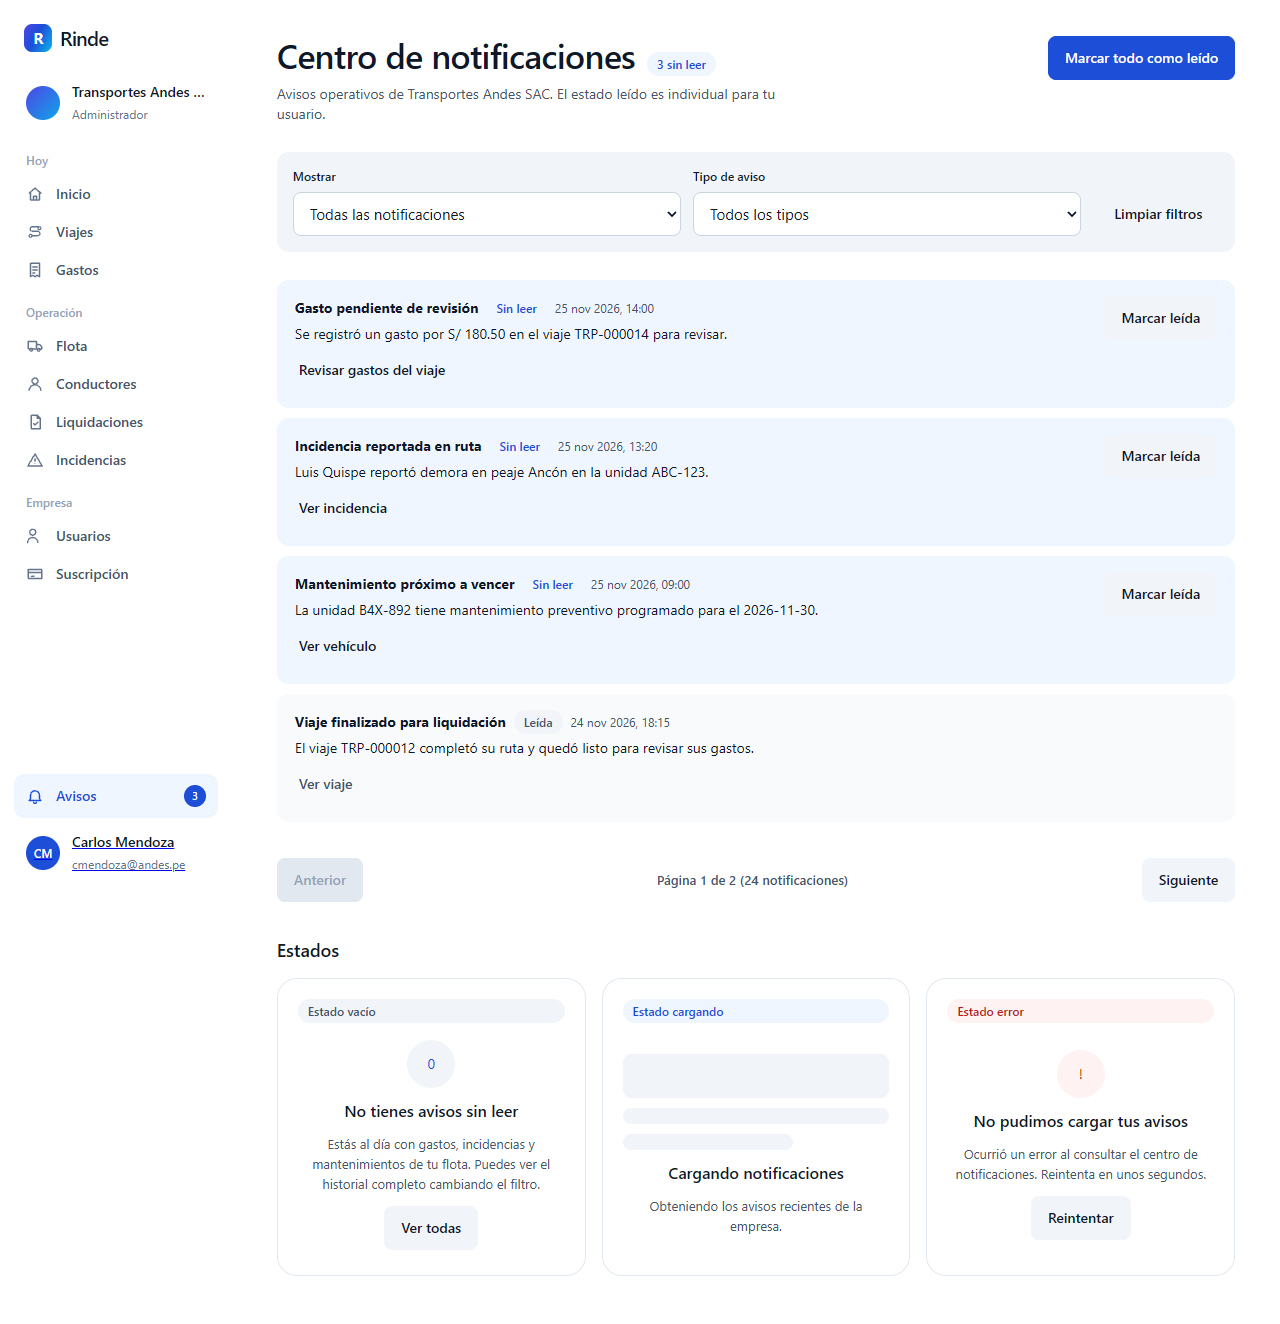 R Rinde
Transportes Andes ...
Administrador
Hoy
Inicio
Viajes
Gastos
Operación
Flota
Conductores
Liquidaciones
Incidencias
Empresa
Usuarios
Suscripción
Avisos 3
CM
Carlos Mendoza
cmendoza@andes.pe
Centro de notificaciones 3 sin leer
Marcar todo como leído
Avisos operativos de Transportes Andes SAC. El estado leído es individual para tu
usuario.
Mostrar
Todas las notificaciones
Tipo de aviso
Todos los tipos
Limpiar filtros
Gasto pendiente de revisión Sin leer 25 nov 2026, 14:00
Se registró un gasto por S/ 180.50 en el viaje TRP-000014 para revisar.
Revisar gastos del viaje
Marcar leída
Incidencia reportada en ruta Sin leer 25 nov 2026, 13:20
Luis Quispe reportó demora en peaje Ancón en la unidad ABC-123.
Ver incidencia
Marcar leída
Mantenimiento próximo a vencer Sin leer 25 nov 2026, 09:00
La unidad B4X-892 tiene mantenimiento preventivo programado para el 2026-11-30.
Ver vehículo
Marcar leída
Viaje finalizado para liquidación Leída 24 nov 2026, 18:15
El viaje TRP-000012 completó su ruta y quedó listo para revisar sus gastos.
Ver viaje
Anterior
Página 1 de 2 (24 notificaciones)
Siguiente
Estados
Estado vacío
0
No tienes avisos sin leer
Estás al día con gastos, incidencias y
mantenimientos de tu flota. Puedes ver el
historial completo cambiando el filtro.
Ver todas
Estado cargando
Cargando notificaciones
Obteniendo los avisos recientes de la
empresa.
Estado error
!
No pudimos cargar tus avisos
Ocurrió un error al consultar el centro de
notificaciones. Reintenta en unos segundos.
Reintentar